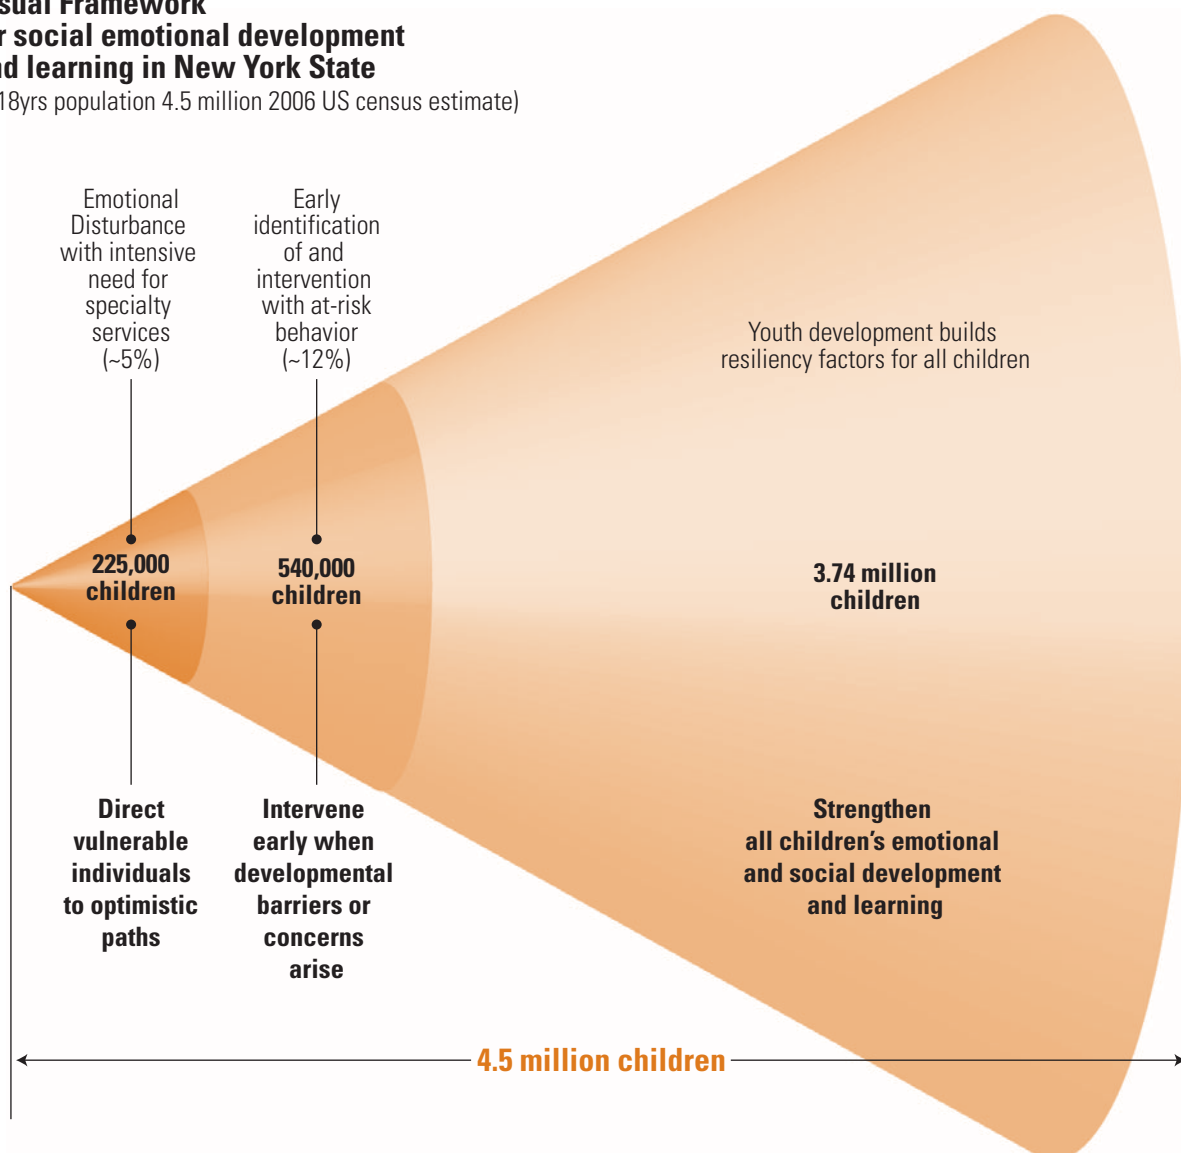 sual Framework
r social emotional development
nd learning in New York State
18yrs population 4.5 million 2006 US census estimate)
Emotional
Disturbance
with intensive
need for
specialty
services
(~5%)
Early
identification
of and
intervention
with at-risk
behavior
(~12%)
Youth development builds
resiliency factors for all children
225,000
children
540,000
children
3.74 million
children
Direct
vulnerable
individuals
to optimistic
paths
Intervene
early when
developmental
barriers or
concerns
arise
Strengthen
all children’s emotional
and social development
and learning
4.5 million children